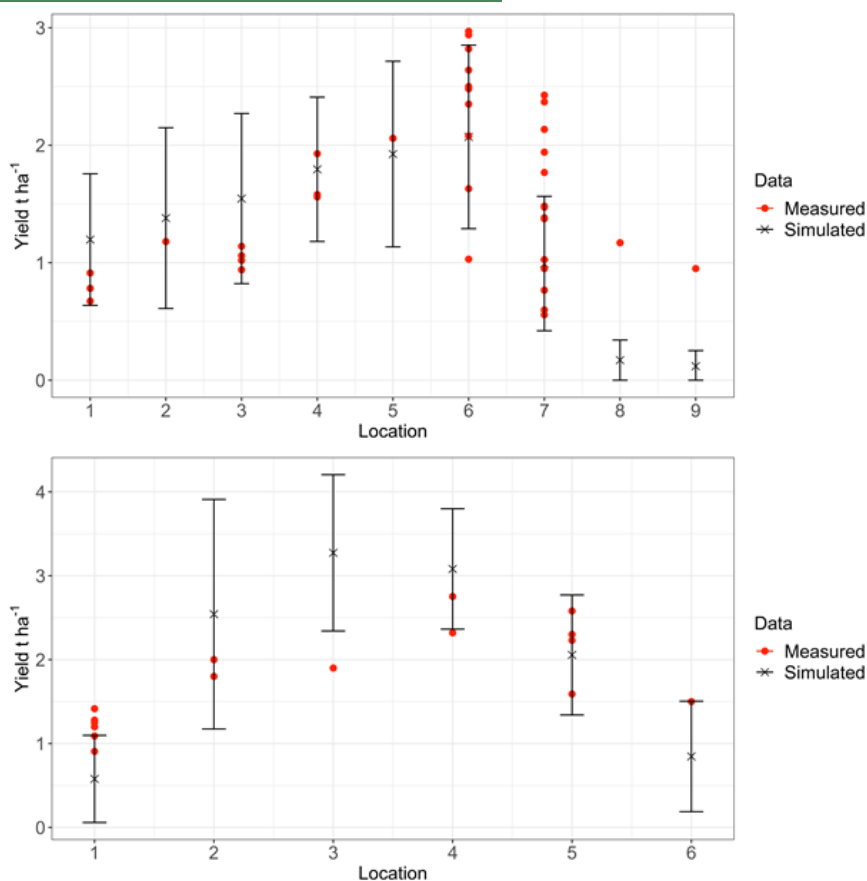 3
2
1
0
Yield t ha-1
1 2 3 4 5 6 7 8 9
Location
Data
Measured
Simulated
4
3
2
1
0
Yield t ha-1
1 2 3 4 5 6
Location
Data
Measured
Simulated